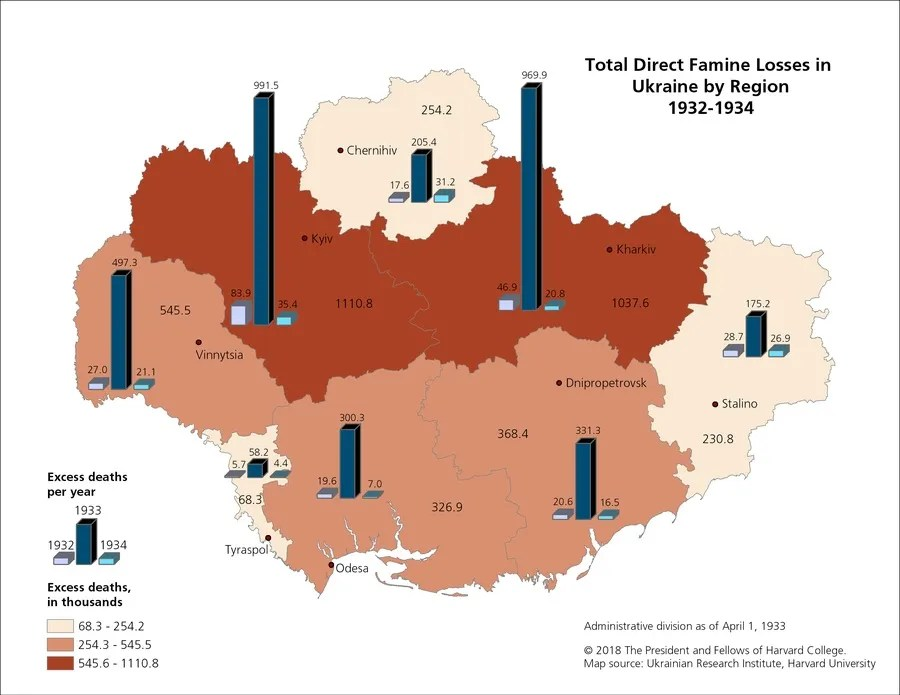 Total Direct Famine Losses in
Ukraine by Region
1932-1934
991.5
969.9
254.2
Chernihiv
205.4
17.6
31.2
Kyiv
Kharkiv
497.3
83.9
35.4
1110.8
46.9
20.8
1037.6
545.5
175.2
Vinnytsia
28.7
26.9
27.0
21.1
Dnipropetrovsk
Stalino
300.3
368.4
331.3
230.8
58.2
5.7
4.4
19.6
7.0
68.3
326.9
20.6
16.5
Tyraspol
Odesa
Excess deaths
per year
1933
1932
1934
Excess deaths,
in thousands
68.3 - 254.2
254.3 - 545.5
545.6 - 1110.8
Administrative division as of April 1, 1933
© 2018 The President and Fellows of Harvard College.
Map source: Ukrainian Research Institute, Harvard University